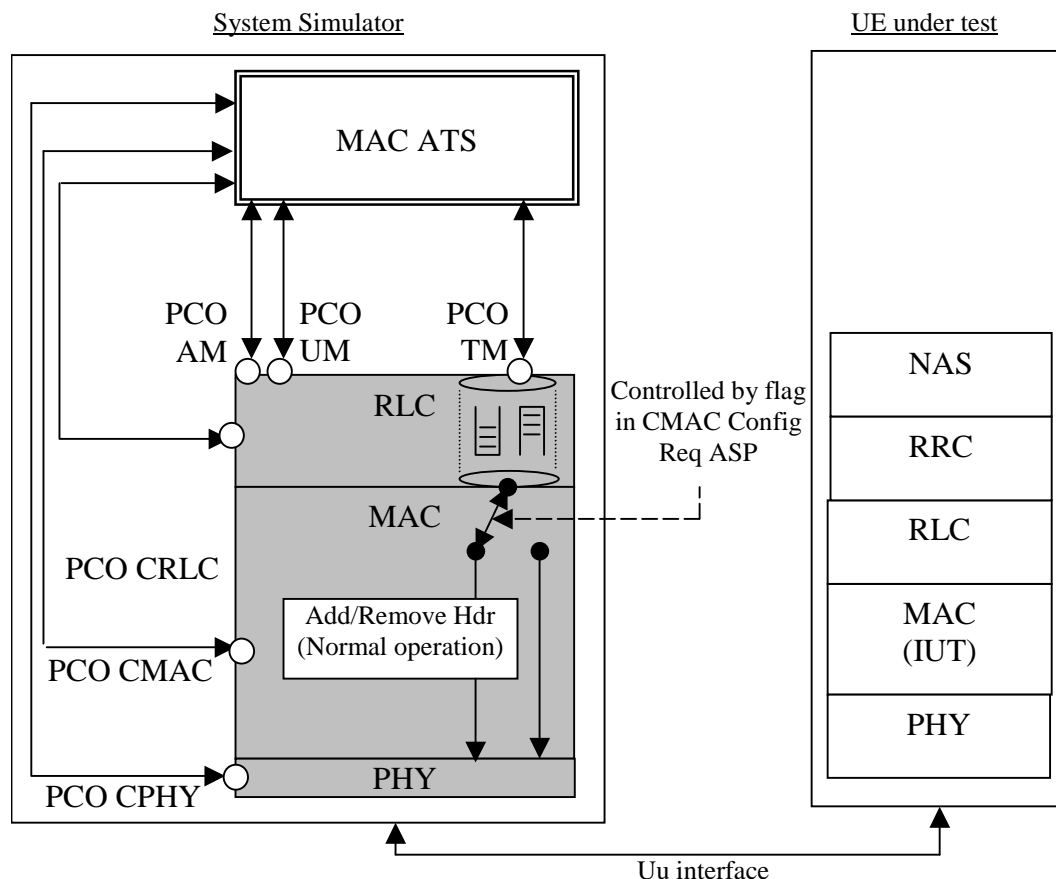 System Simulator
UE under test
MAC ATS
PCO
AM
PCO
UM
PCO
TM
RLC
Controlled by flag
in CMAC Config
Req ASP
MAC
PCO CRLC
Add/Remove Hdr
(Normal operation)
PCO CMAC
PHY
PCO CPHY
NAS
RRC
RLC
MAC
(IUT)
PHY
Uu interface